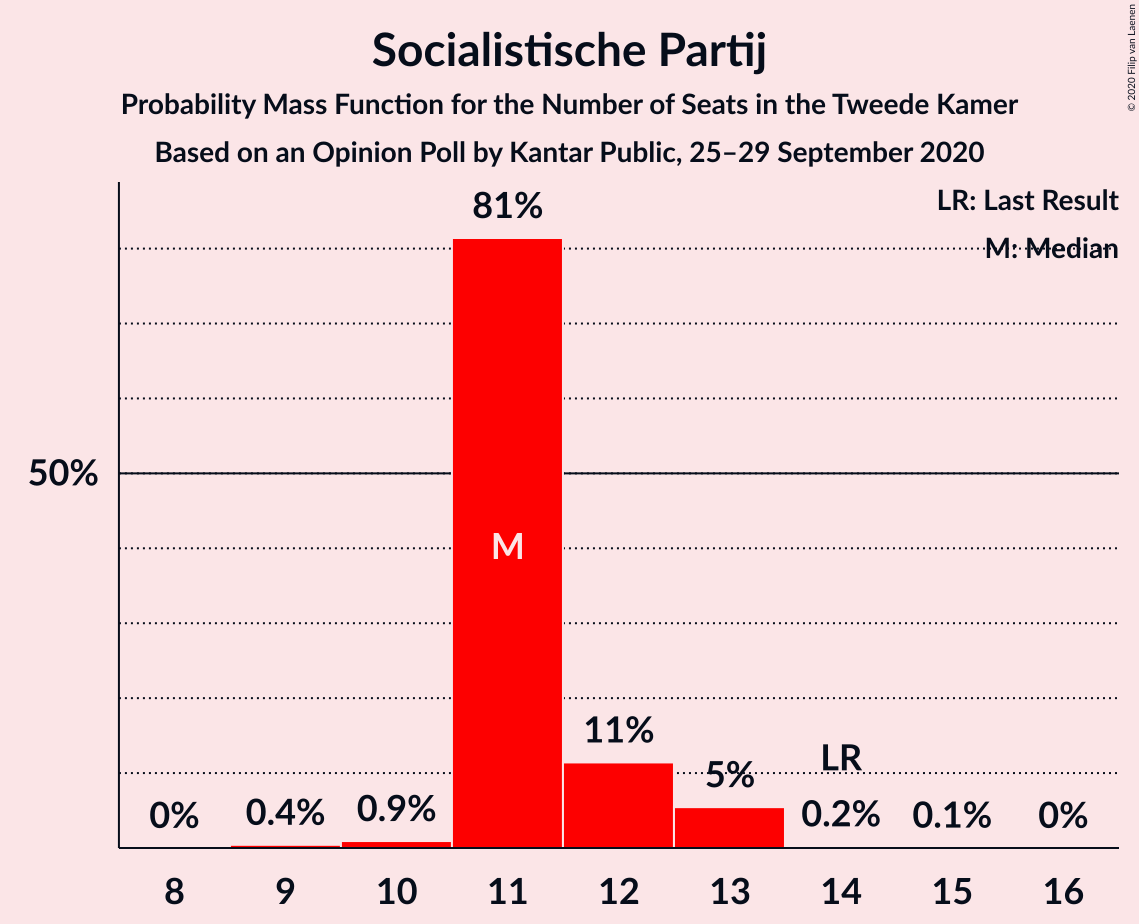 Socialistische Partij
Probability Mass Function for the Number of Seats in the Tweede Kamer
Based on an Opinion Poll by Kantar Public, 25–29 September 2020
© 2020 Filip van Laenen
LR: Last Result
M: Median
50%
0%
0.4%
0.9%
81%
M
11%
5%
LR
0.2%
0.1%
0%
8 9 10 11 12 13 14 15 16